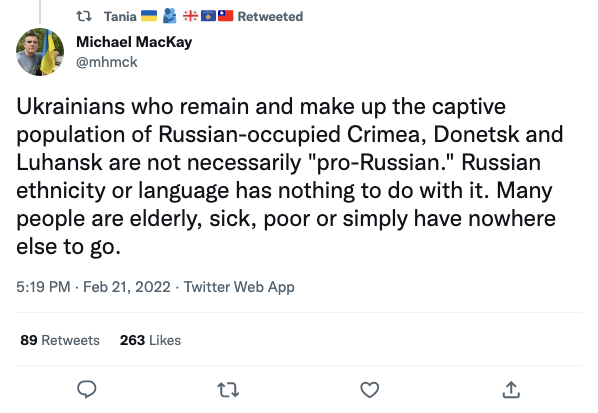 Tania 🇺🇦 🫂 🇬🇪 🇽🇰 🇹🇼 Retweeted
Michael MacKay
@mhmck
Ukrainians who remain and make up the captive
population of Russian-occupied Crimea, Donetsk and
Luhansk are not necessarily "pro-Russian." Russian
ethnicity or language has nothing to do with it. Many
people are elderly, sick, poor or simply have nowhere
else to go.
5:19 PM · Feb 21, 2022 · Twitter Web App
89 Retweets 263 Likes